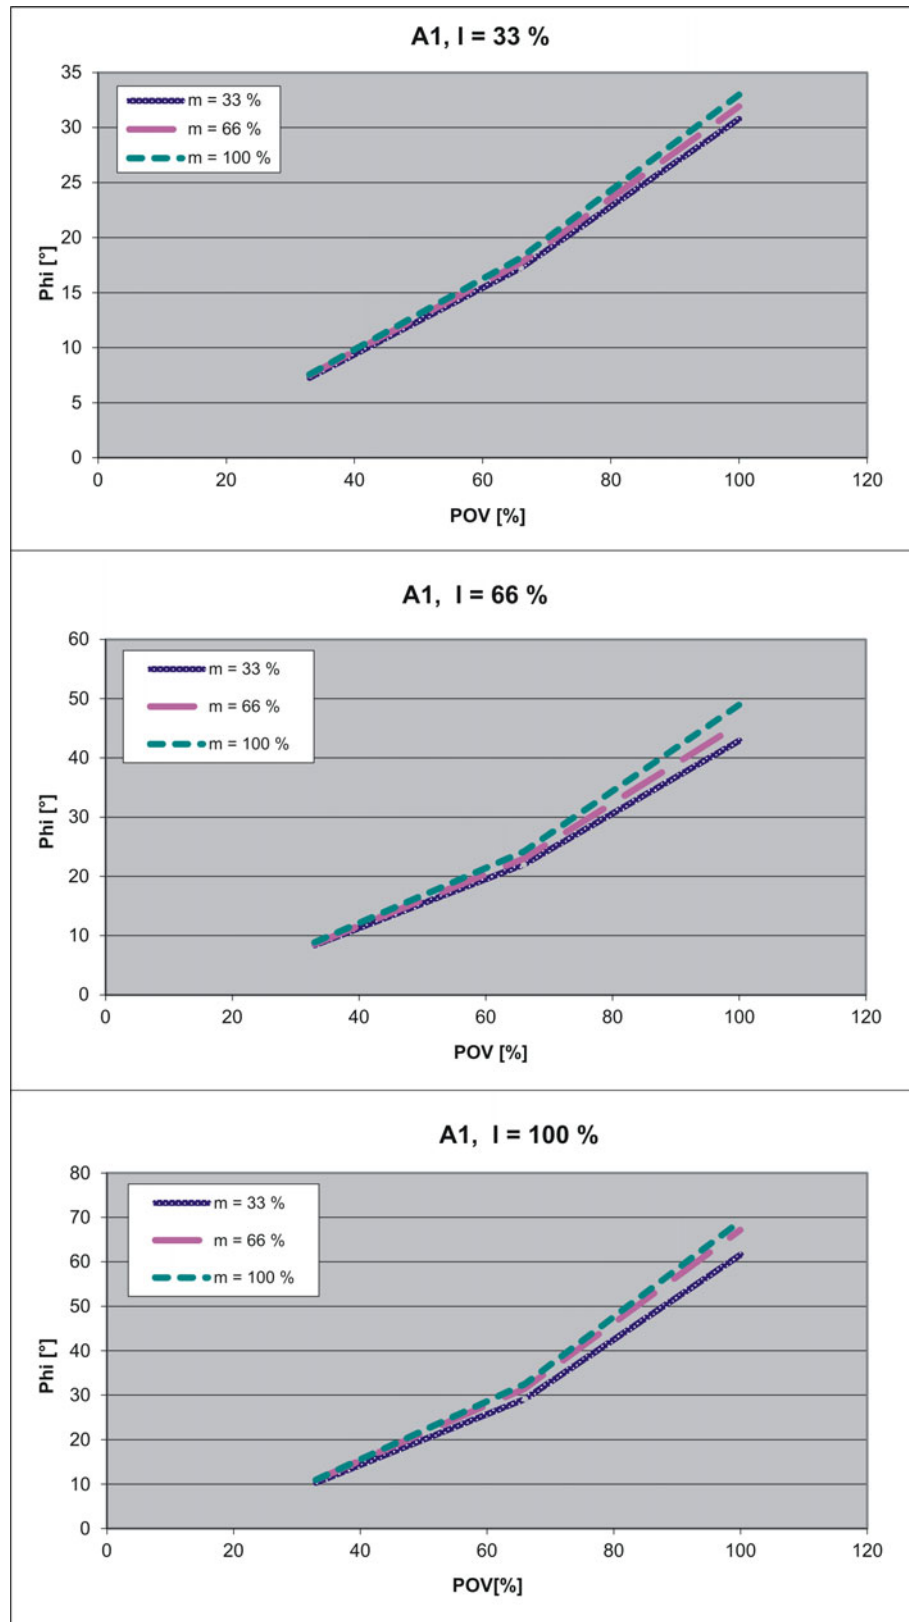 A1, l = 33 %
35
30
25
20
15
10
5
0
Phi [°]
m = 33 %
m = 66 %
m = 100 %
0 20 40 60 80 100 120
POV [%]
A1, l = 66 %
60
50
40
30
20
10
0
Phi [°]
m = 33 %
m = 66 %
m = 100 %
0 20 40 60 80 100 120
POV [%]
A1, l = 100 %
80
70
60
50
40
30
20
10
0
Phi [°]
m = 33 %
m = 66 %
m = 100 %
0 20 40 60 80 100 120
POV[%]